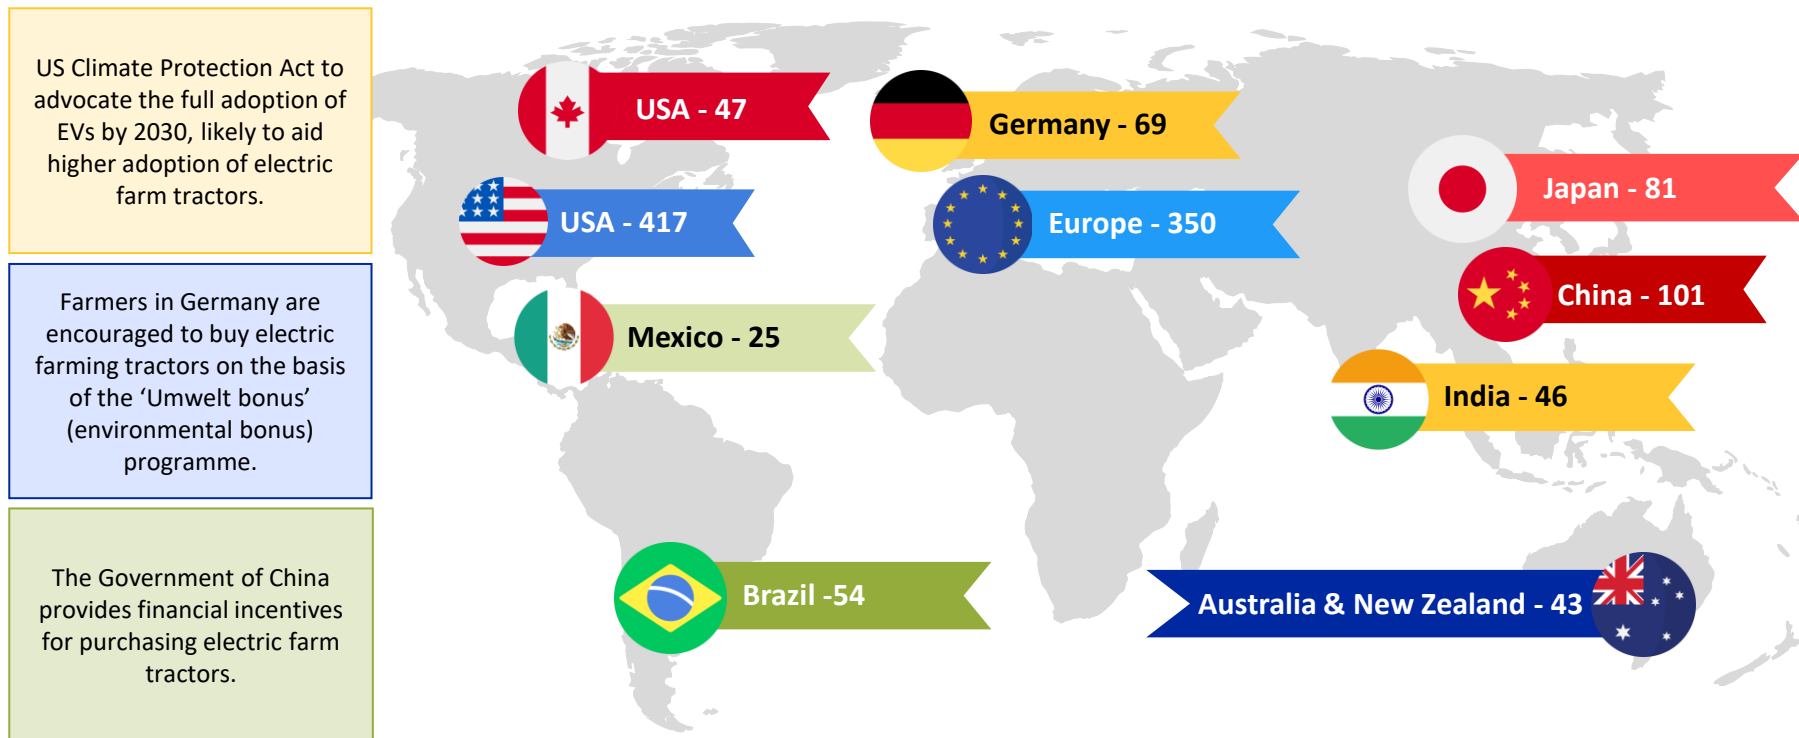 US Climate Protection Act to
advocate the full adoption of
EVs by 2030, likely to aid
higher adoption of electric
farm tractors.
Farmers in Germany are
encouraged to buy electric
farming tractors on the basis
of the ‘Umwelt bonus’
(environmental bonus)
programme.
The Government of China
provides financial incentives
for purchasing electric farm
tractors.
USA - 47
Germany - 69
Japan - 81
USA - 417
Europe - 350
China - 101
Mexico - 25
India - 46
Brazil -54
Australia & New Zealand - 43